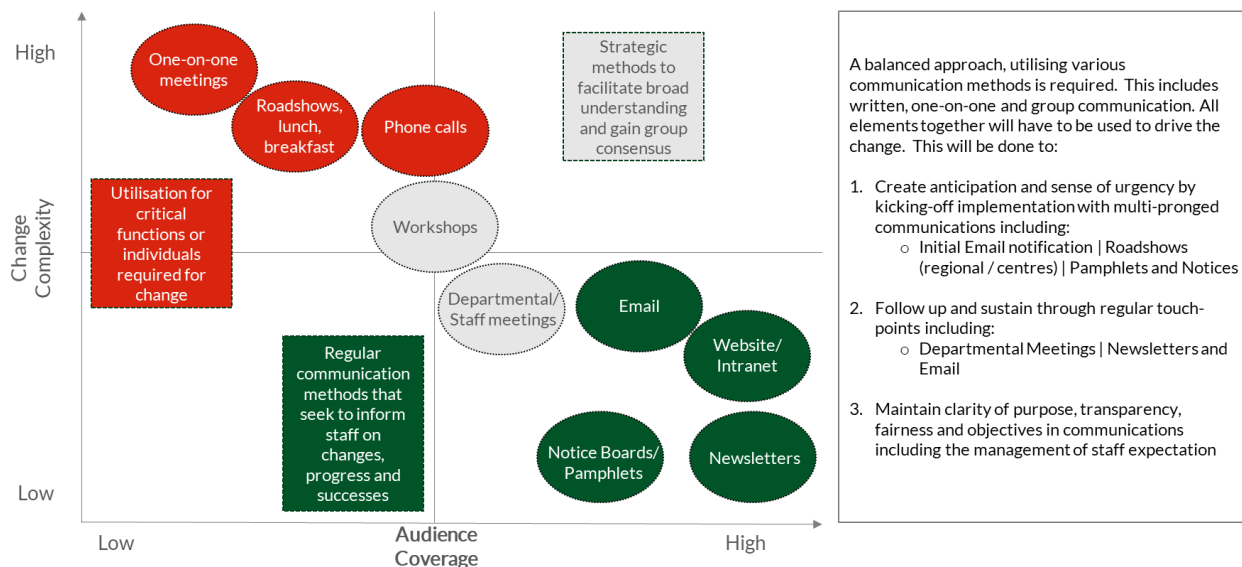 High
One-on-one
meetings
Roadshows,
lunch,
breakfast
Phone calls
Strategic
methods to
facilitate broad
understanding
and gain group
consensus
Utilisation for
critical
functions or
individuals
required for
change
Workshops
Change
Complexity
Departmental/
Staff meetings
Email
Website/
Intranet
Regular
communication
methods that
seek to inform
staff on
changes,
progress and
successes
Notice Boards/
Pamphlets
Newsletters
Low
Low
Audience
Coverage
High
A balanced approach, utilising various
communication methods is required. This includes
written, one-on-one and group communication. All
elements together will have to be used to drive the
change. This will be done to:
1. Create anticipation and sense of urgency by
kicking-off implementation with multi-pronged
communications including:
o Initial Email notification | Roadshows
(regional / centres) | Pamphlets and Notices
2. Follow up and sustain through regular touch-
points including:
o Departmental Meetings | Newsletters and
Email
3. Maintain clarity of purpose, transparency,
fairness and objectives in communications
including the management of staff expectation